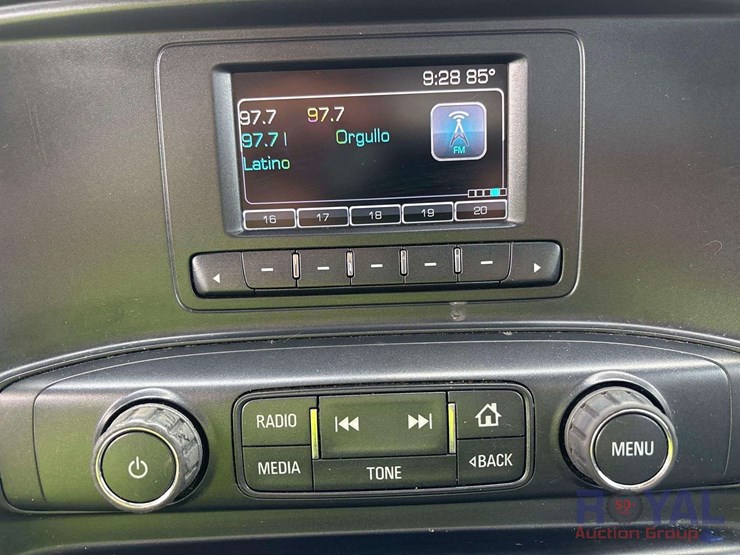 9:28 85°
97.7 97.7
97.7 | Orgullo
Latino
FM
16 17 18 19 20
RADIO
MEDIA
TONE
BACK
MENU
ROYAL
Auction Group